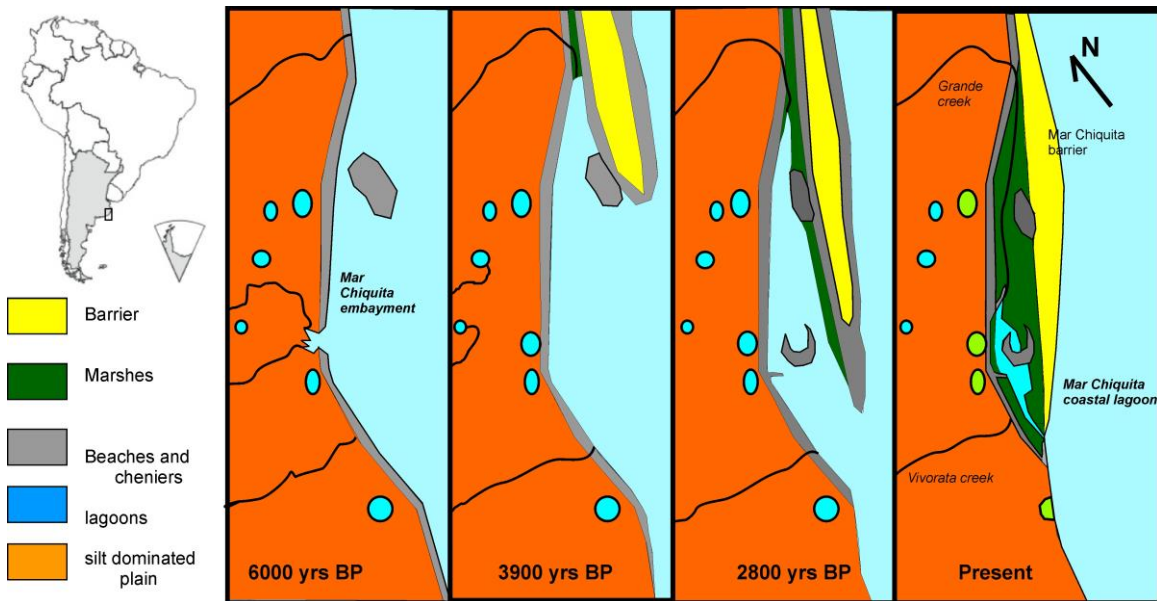 Barrier
Marshes
Beaches and
cheniers
lagoons
silt dominated
plain
Mar
Chiquita
embayment
6000 yrs BP
3900 yrs BP
2800 yrs BP
N
Grande
creek
Mar Chiquita
barrier
Mar Chiquita
coastal lagoon
Vivorata creek
Present